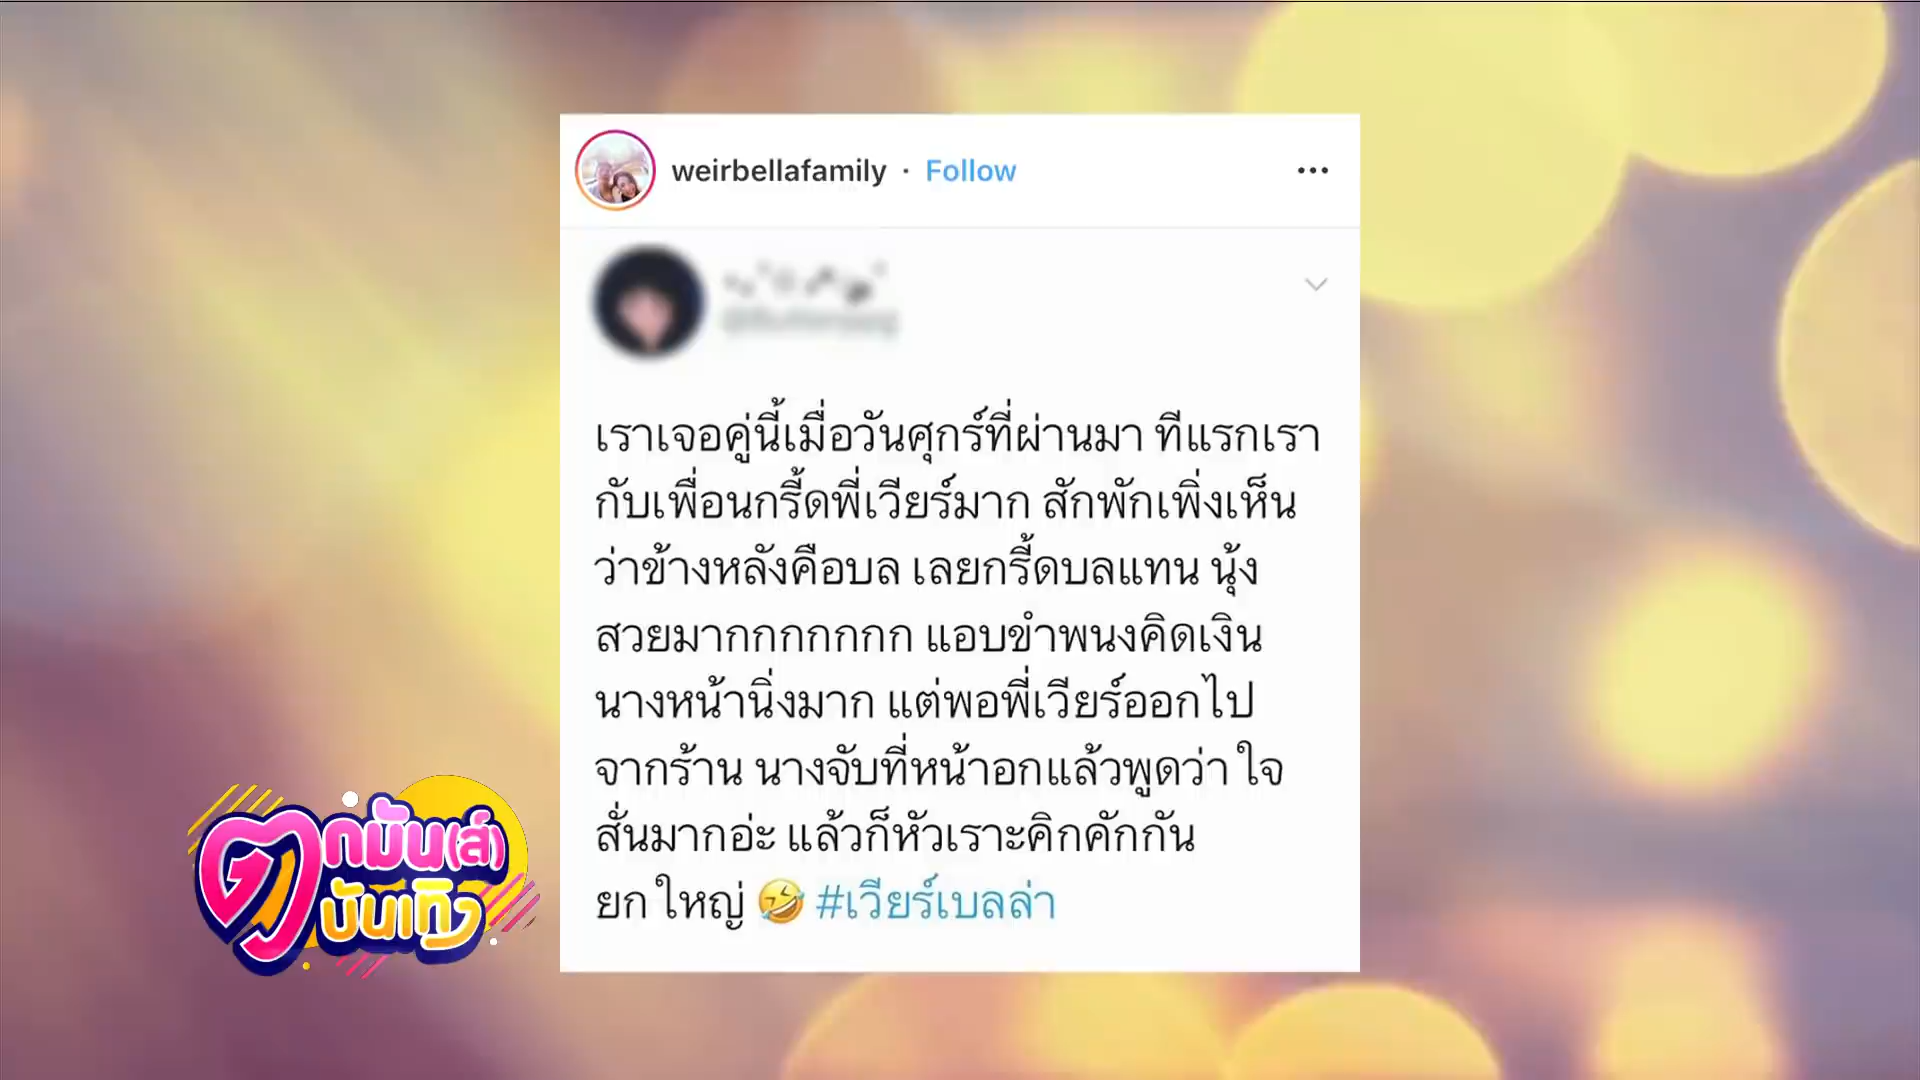 weirbellafamily · Follow
เราเจอคู่นี้เมื่อวันศุกร์ที่ผ่านมา ทีแรกเรา
กับเพื่อนกรี้ดพี่เวียร์มาก สักพักเพิ่งเห็น
ว่าข้างหลังคือบล เลยกรี้ดบลแทน นุ้ง
สวยมากกกกกกก แอบขำพนงคิดเงิน
นางหน้านิ่งมาก แต่พอพี่เวียร์ออกไป
จากร้าน นางจับที่หน้าอกแล้วพูดว่า ใจ
สั่นมากอ่ะ แล้วก็หัวเราะคิกคักกัน
ยกใหญ่ 🤣 #เวียร์เบลล่า
ตกมัน(ส์)
บันเทิง